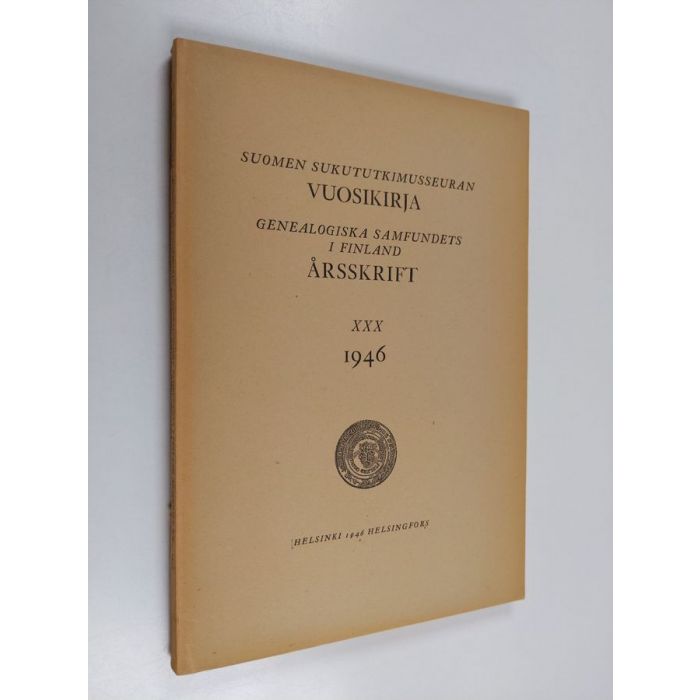 SUOMEN SUKUTUTKIMUSSEURAN
VUOSIKIRJA
GENEALOGISKA SAMFUNDETS
I FINLAND
ÅRSSKRIFT
XXX
1946
HELSINKI 1946 HELSINGFORS